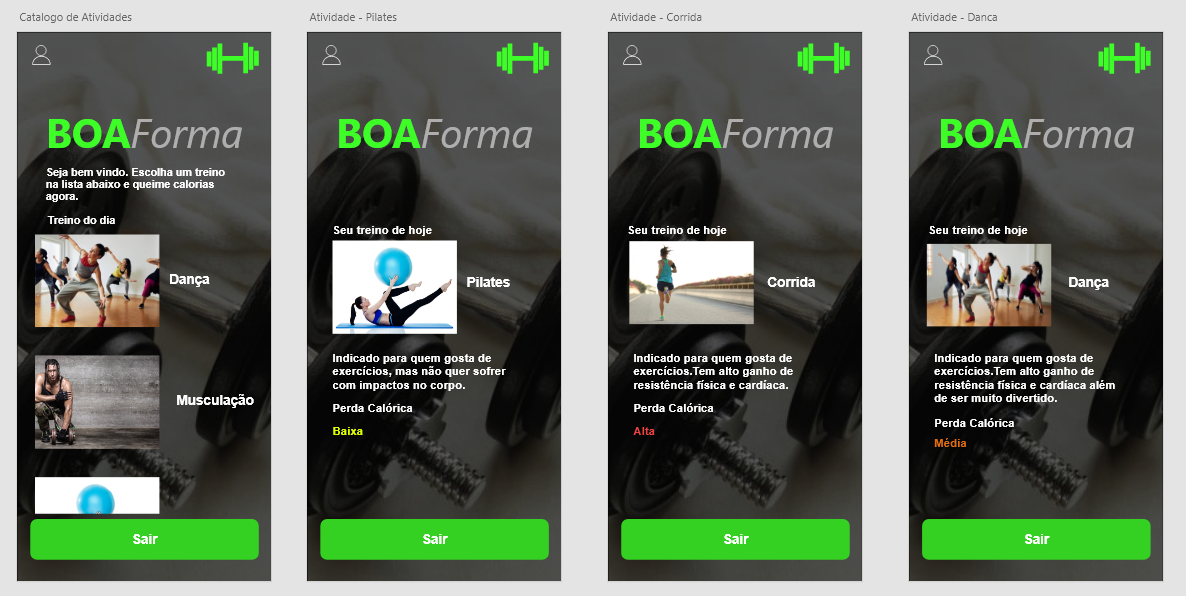 Catalogo de Atividades
BOAForma
Seja bem vindo. Escolha um treino
na lista abaixo e queime calorias
agora.
Treino do dia
Dança
Musculação
Sair
Atividade - Pilates
BOAForma
Seu treino de hoje
Pilates
Indicado para quem gosta de
exercícios, mas não quer sofrer
com impactos no corpo.
Perda Calórica
Baixa
Sair
Atividade - Corrida
BOAForma
Seu treino de hoje
Corrida
Indicado para quem gosta de
exercícios.Tem alto ganho de
resistência física e cardíaca.
Perda Calórica
Alta
Sair
Atividade - Danca
BOAForma
Seu treino de hoje
Dança
Indicado para quem gosta de
exercícios.Tem alto ganho de
resistência física e cardíaca além
de ser muito divertido.
Perda Calórica
Média
Sair